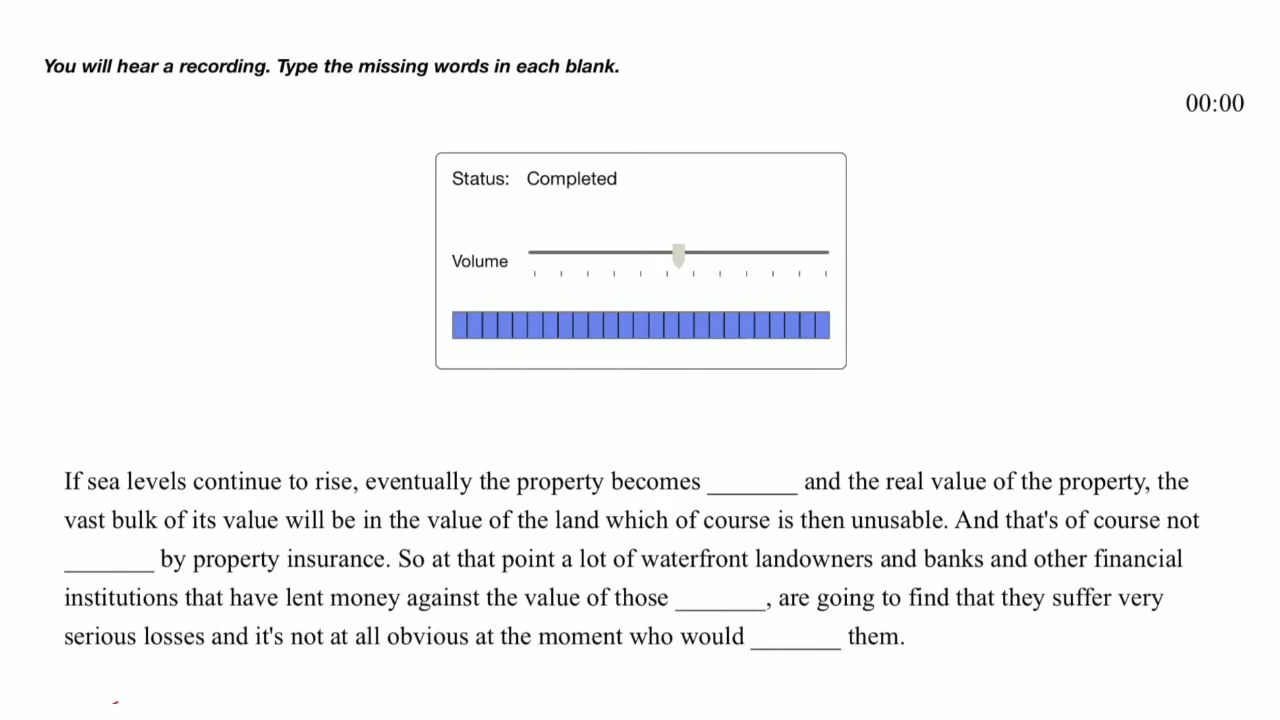 You will hear a recording. Type the missing words in each blank.
00:00
Status: Completed
Volume
If sea levels continue to rise, eventually the property becomes _______ and the real value of the property, the
vast bulk of its value will be in the value of the land which of course is then unusable. And that's of course not
_______ by property insurance. So at that point a lot of waterfront landowners and banks and other financial
institutions that have lent money against the value of those _______, are going to find that they suffer very
serious losses and it's not at all obvious at the moment who would _______ them.